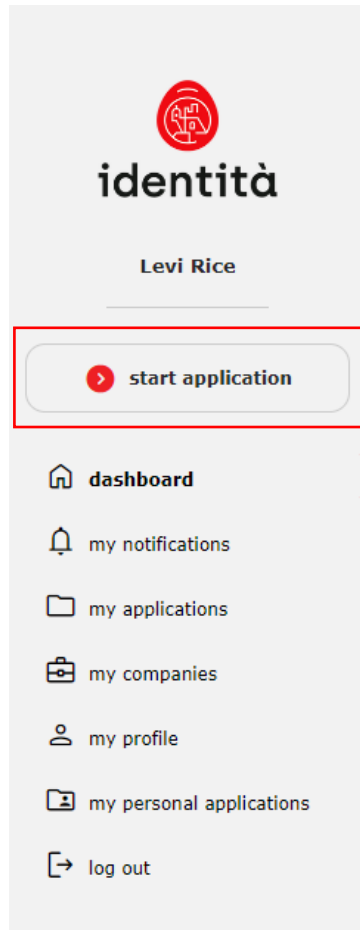 identità
Levi Rice
start application
dashboard
my notifications
my applications
my companies
my profile
my personal applications
log out